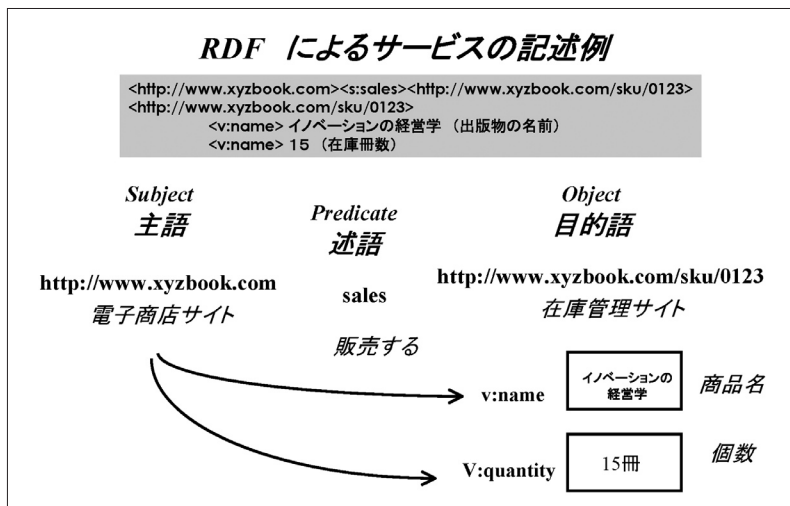 RDF によるサービスの記述例
<http://www.xyzbook.com><s:sales><http://www.xyzbook.com/sku/0123>
<http://www.xyzbook.com/sku/0123>
<v:name> イノベーションの経営学 (出版物の名前)
<v:name> 15 (在庫冊数)
Subject
主語
Predicate
述語
Object
目的語
http://www.xyzbook.com
電子商店サイト
sales
販売する
http://www.xyzbook.com/sku/0123
在庫管理サイト
v:name
イノベーションの
経営学
商品名
V:quantity
15冊
個数